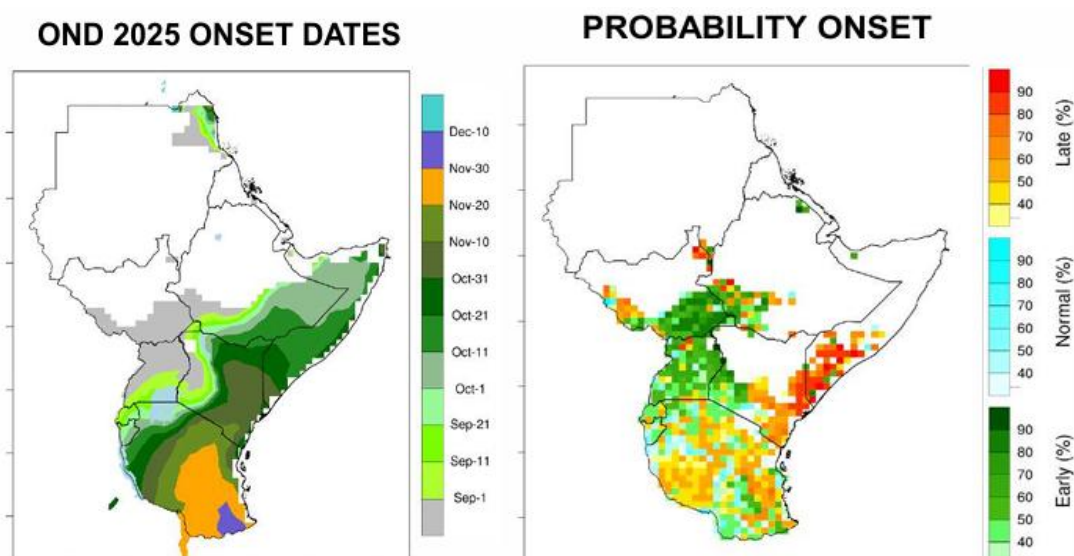 OND 2025 ONSET DATES
PROBABILITY ONSET
Dec-10
Nov-30
Nov-20
Nov-10
Oct-31
Oct-21
Oct-11
Oct-1
Sep-21
Sep-11
Sep-1
90
80
70
60
50
40
Late (%)
90
80
70
60
50
40
Normal (%)
90
80
70
60
50
40
Early (%)